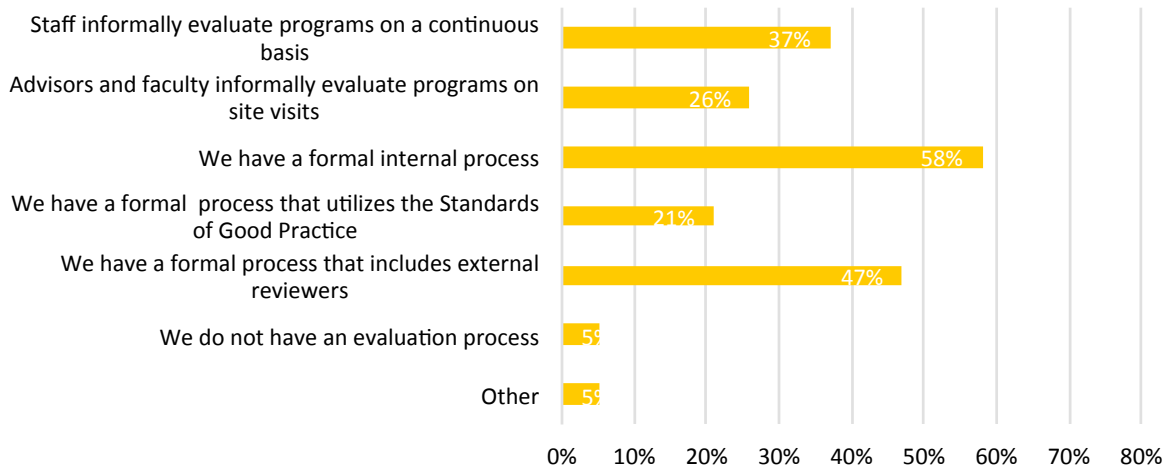 Staff informally evaluate programs on a continuous
basis
37%
Advisors and faculty informally evaluate programs on
site visits
26%
We have a formal internal process
58%
We have a formal  process that utilizes the Standards
of Good Practice
21%
We have a formal process that includes external
reviewers
47%
We do not have an evaluation process
5%
Other
5%
0% 10% 20% 30% 40% 50% 60% 70% 80%